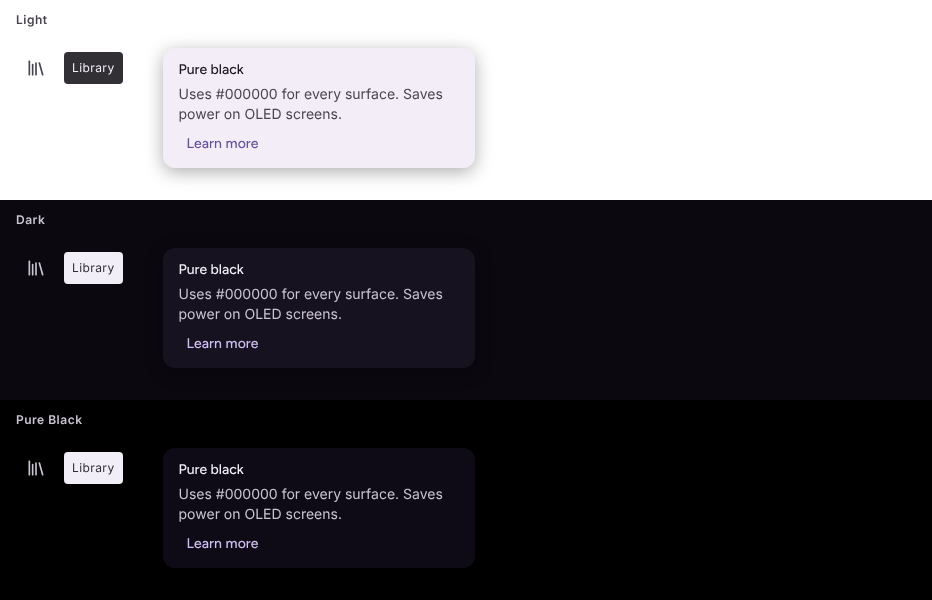 Light
Library
Pure black
Uses #000000 for every surface. Saves
power on OLED screens.
Learn more
Dark
Library
Pure black
Uses #000000 for every surface. Saves
power on OLED screens.
Learn more
Pure Black
Library
Pure black
Uses #000000 for every surface. Saves
power on OLED screens.
Learn more